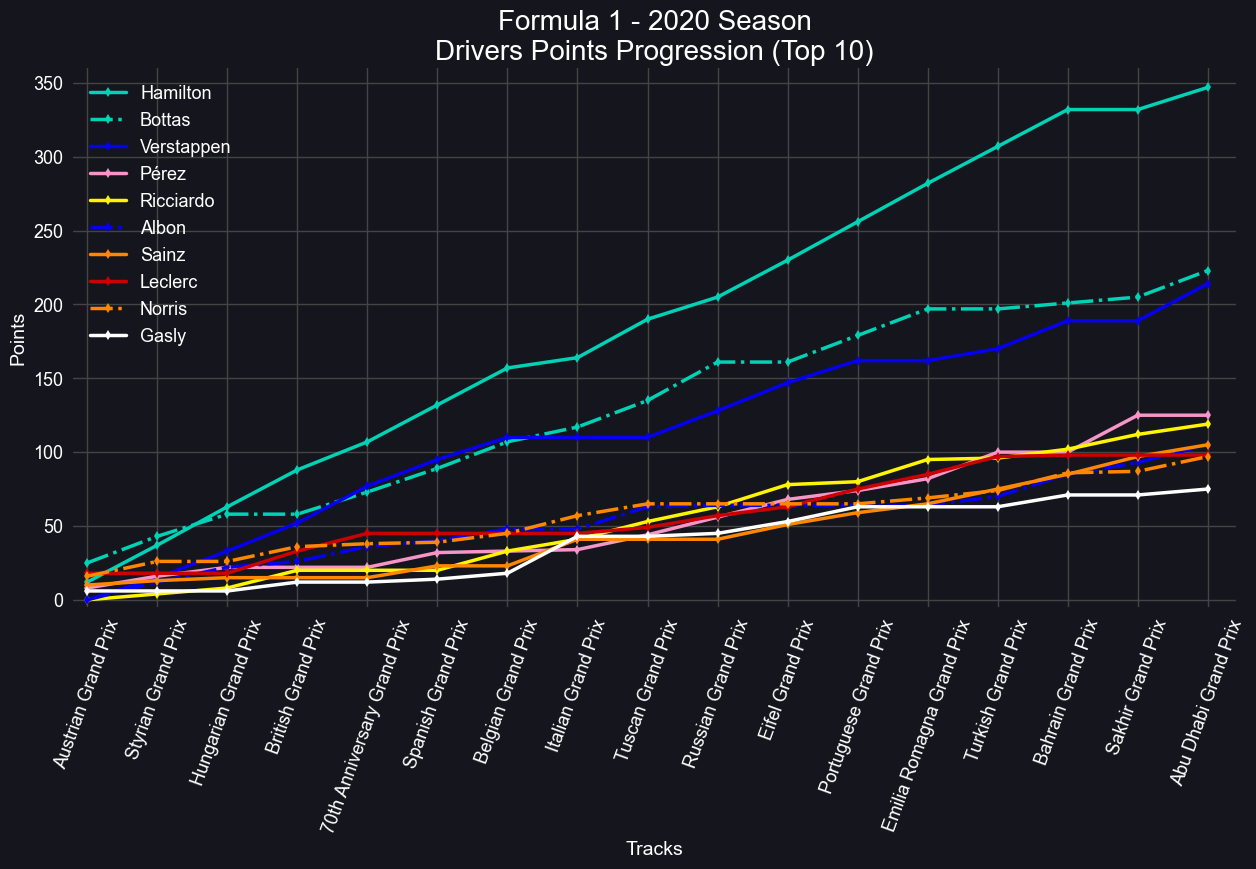 Formula 1 - 2020 Season
Drivers Points Progression (Top 10)
350
300
250
200
150
100
50
0
Points
Hamilton
Bottas
Verstappen
Pérez
Ricciardo
Albon
Sainz
Leclerc
Norris
Gasly
Austrian Grand Prix
Styrian Grand Prix
Hungarian Grand Prix
British Grand Prix
70th Anniversary Grand Prix
Spanish Grand Prix
Belgian Grand Prix
Italian Grand Prix
Tuscan Grand Prix
Russian Grand Prix
Eifel Grand Prix
Portuguese Grand Prix
Emilia Romagna Grand Prix
Turkish Grand Prix
Bahrain Grand Prix
Sakhir Grand Prix
Abu Dhabi Grand Prix
Tracks